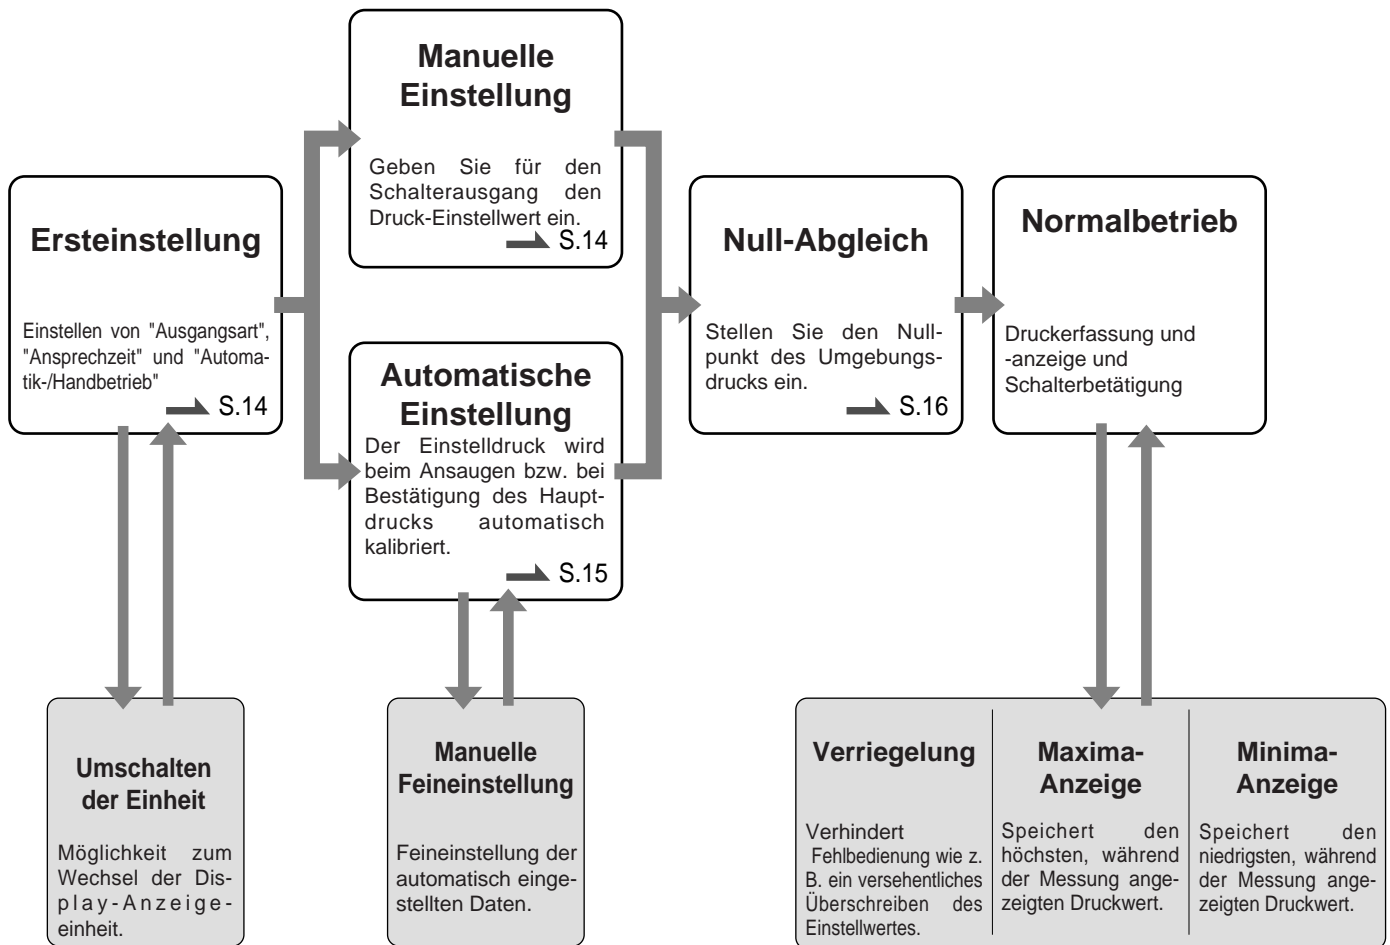 Manuelle
Einstellung
Geben Sie für den
Schalterausgang den
Druck-Einstellwert ein.
S.14
Ersteinstellung
Einstellen von "Ausgangsart",
"Ansprechzeit" und "Automa-
tik-/Handbetrieb"
S.14
Automatische
Einstellung
Der Einstelldruck wird
beim Ansaugen bzw. bei
Bestätigung des Haupt-
drucks automatisch
kalibriert.
S.15
Null-Abgleich
Stellen Sie den Null-
punkt des Umgebungs-
drucks ein.
S.16
Normalbetrieb
Druckerfassung und
-anzeige und
Schalterbetätigung
Umschalten
der Einheit
Möglichkeit zum
Wechsel der Dis-
play-Anzeige-
einheit.
Manuelle
Feineinstellung
Feineinstellung der
automatisch einge-
stellten Daten.
Verriegelung
Verhindert
Fehlbedienung wie z.
B. ein versehentliches
Überschreiben des
Einstellwertes.
Maxima-
Anzeige
Speichert den
höchsten, während
der Messung ange-
zeigten Druckwert.
Minima-
Anzeige
Speichert den
niedrigsten, während
der Messung ange-
zeigten Druckwert.